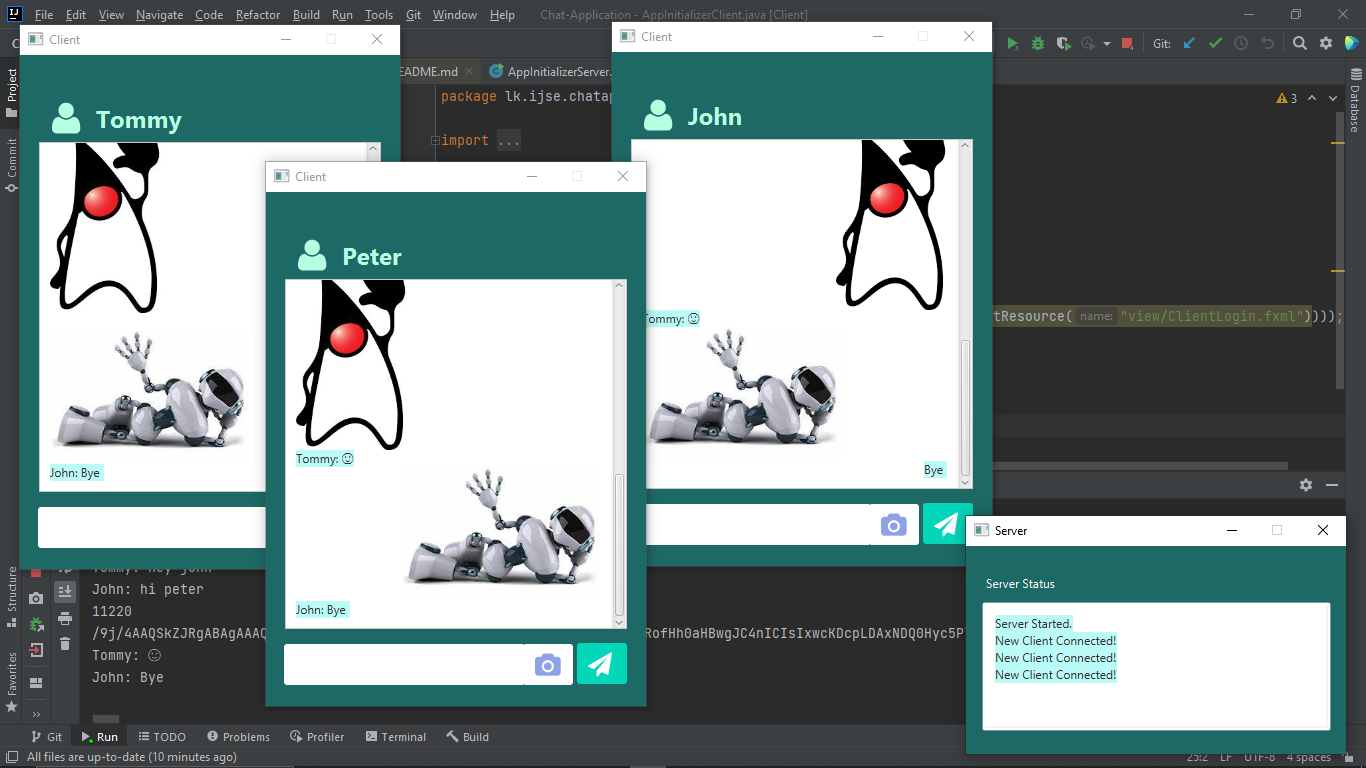 File Edit View Navigate Code Refactor Build Run Tools Git Window Help Chat-Application - AppInitializerClient.java [Client]
Client
Client
Git:
EADME.md
AppInitializerServer.
Project
Commit
Structure
Favorites
Database
package lk.ijse.chatap
import ...
3
tResource( name: "view/ClientLogin.fxml"))));
Tommy
John: Bye
John
Tommy: ☺
Bye
Client
Peter
Tommy: ☺
John: Bye
Server
Server Status
Server Started.
New Client Connected!
New Client Connected!
New Client Connected!
Tommy: hey john
John: hi peter
11220
/9j/4AAQSkZJRgABAgAAAQ
RofHh0aHBwgJC4nICIsIxwcKDcpLDAxNDQ0Hyc5P
Tommy: ☺
John: Bye
Git Run TODO Problems Profiler Terminal Build
All files are up-to-date (10 minutes ago)
25:2 LF UTF-8 4 spaces